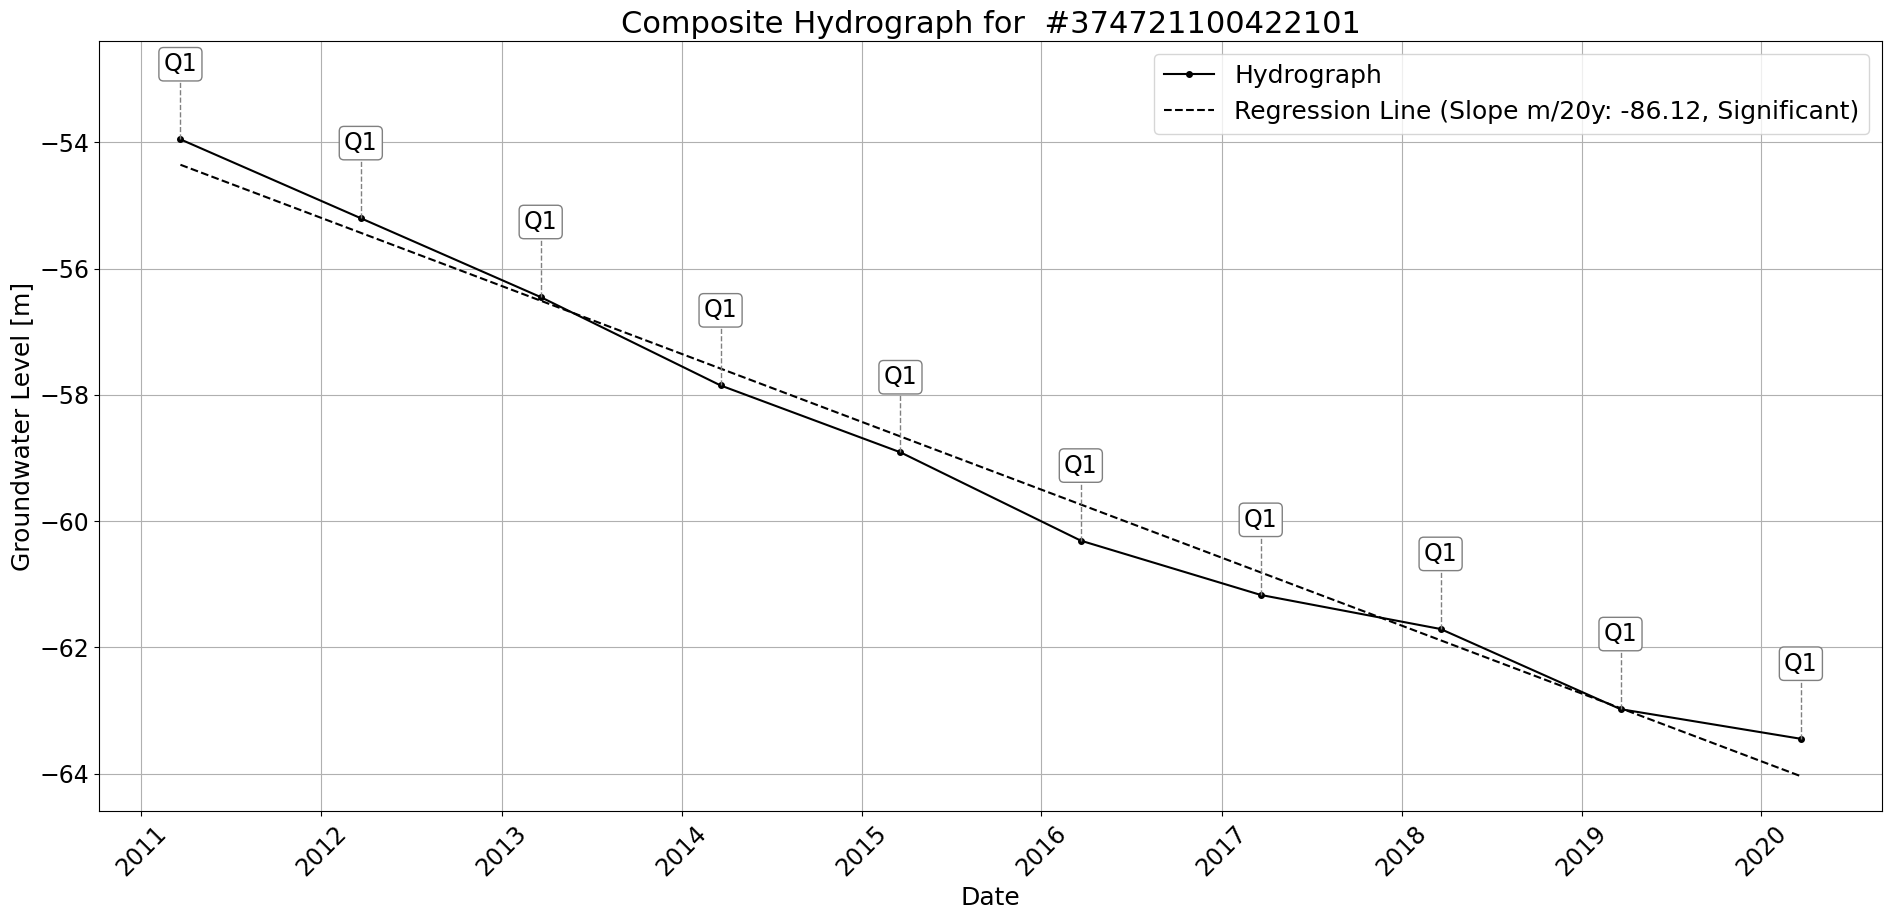 Composite Hydrograph for  #374721100422101
Hydrograph
Regression Line (Slope m/20y: -86.12, Significant)
Q1
Q1
Q1
Q1
Q1
Q1
Q1
Q1
Q1
Q1
Groundwater Level [m]
−54
−56
−58
−60
−62
−64
2011
2012
2013
2014
2015
2016
2017
2018
2019
2020
Date